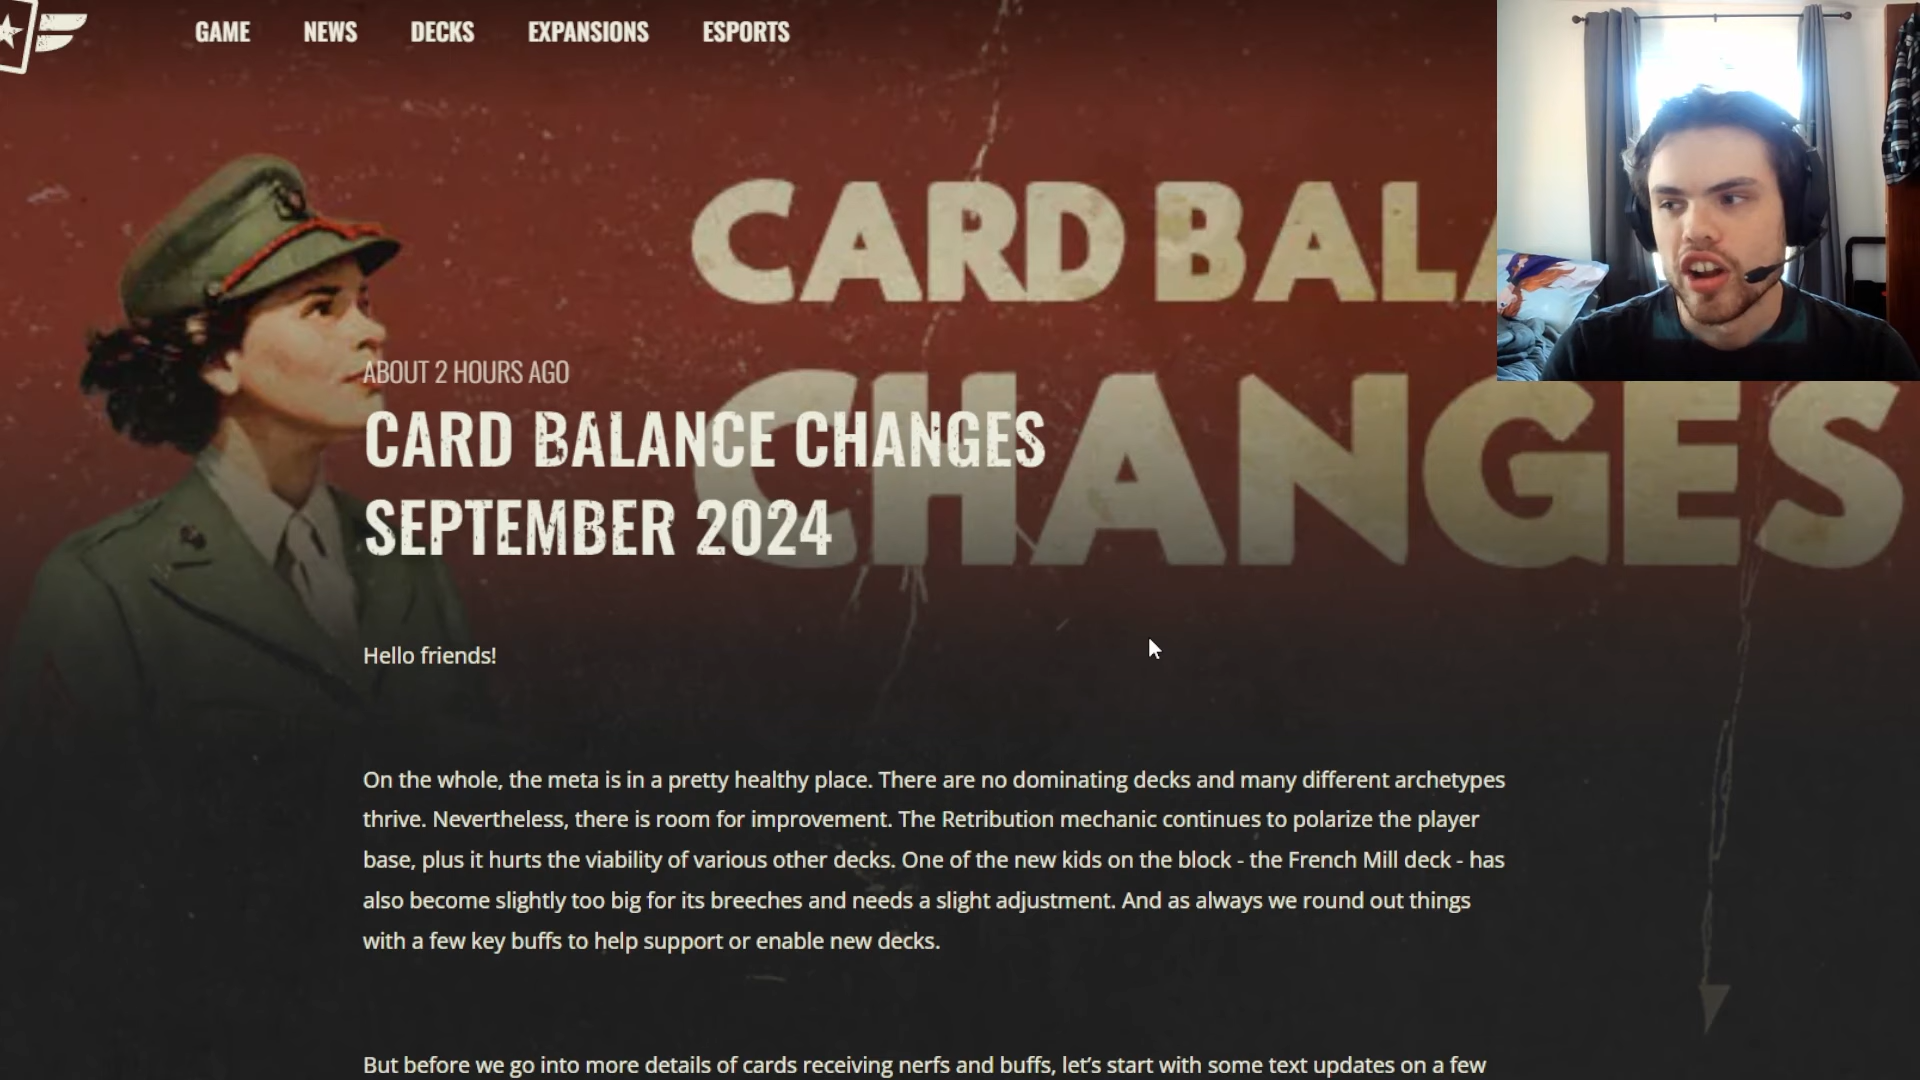 GAME NEWS DECKS EXPANSIONS ESPORTS
CARD BALA
CHANGES
ABOUT 2 HOURS AGO
CARD BALANCE CHANGES
SEPTEMBER 2024
Hello friends!
On the whole, the meta is in a pretty healthy place. There are no dominating decks and many different archetypes
thrive. Nevertheless, there is room for improvement. The Retribution mechanic continues to polarize the player
base, plus it hurts the viability of various other decks. One of the new kids on the block - the French Mill deck - has
also become slightly too big for its breeches and needs a slight adjustment. And as always we round out things
with a few key buffs to help support or enable new decks.
But before we go into more details of cards receiving nerfs and buffs, let’s start with some text updates on a few